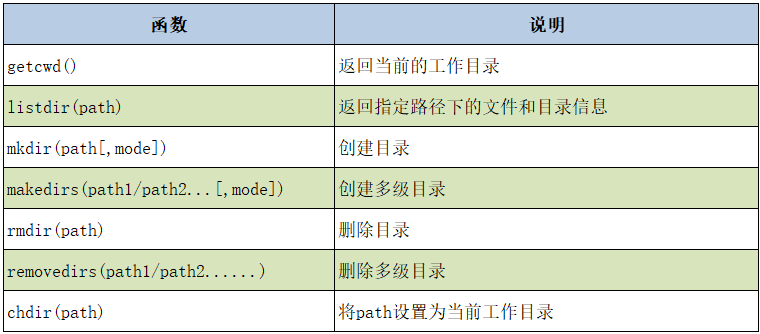 函数 说明
getcwd() 返回当前的工作目录
listdir(path) 返回指定路径下的文件和目录信息
mkdir(path[,mode]) 创建目录
makedirs(path1/path2...[,mode]) 创建多级目录
rmdir(path) 删除目录
removedirs(path1/path2......) 删除多级目录
chdir(path) 将path设置为当前工作目录